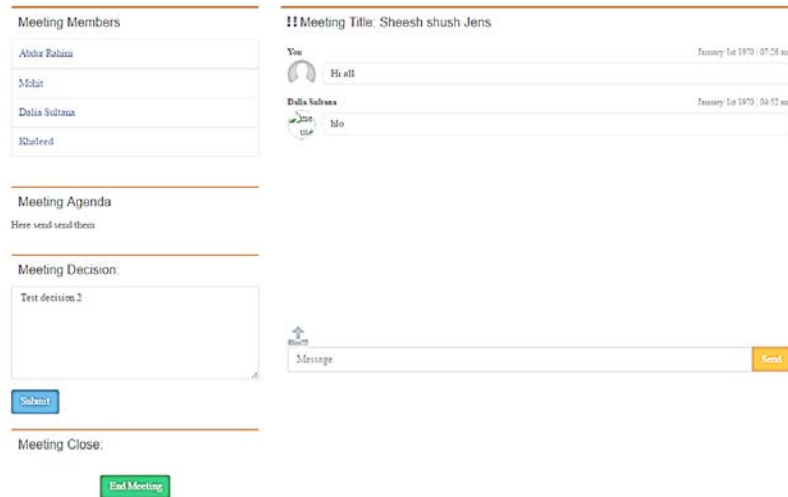 Meeting Members
Abdur Rahim
Mohit
Dalia Sultana
Khaleed
Meeting Agenda
Here send send them
Meeting Decision:
Test decision 2
Submit
Meeting Close:
End Meeting
!! Meeting Title: Sheesh shush Jens
You
January 1st 1970 | 07:26 am
Hi all
Dalia Sultana
January 1st 1970 | 04:52 am
hlo
Message
Send